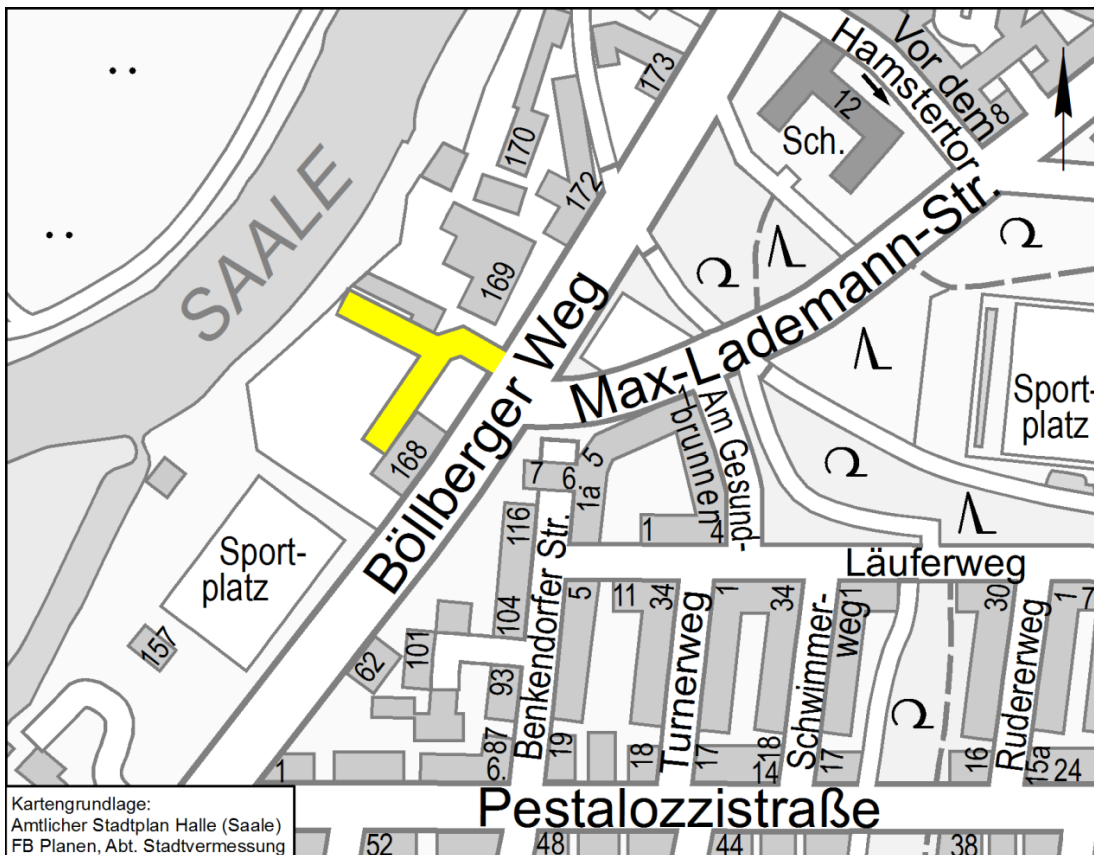 173
Vor dem
Hamstertor
12
8
Sch.
170
172
SAALE
169
Max-Lademann-Str.
Böllberger Weg
Sport-
platz
Am Gesund-
brunnen
168
7
6.
5
1a
116
1
4
Sport-
platz
Läuferweg
Benkendorfer Str.
104
5
11
34
Turnerweg
1
34
Schwimmer-
weg
1
30
Rudererweg
1
7
157
62
101
93
87
1
6.
19
18
17
18
14
17
16
15a
24
Pestalozzistraße
52
48
44
38
Kartengrundlage:
Amtlicher Stadtplan Halle (Saale)
FB Planen, Abt. Stadtvermessung